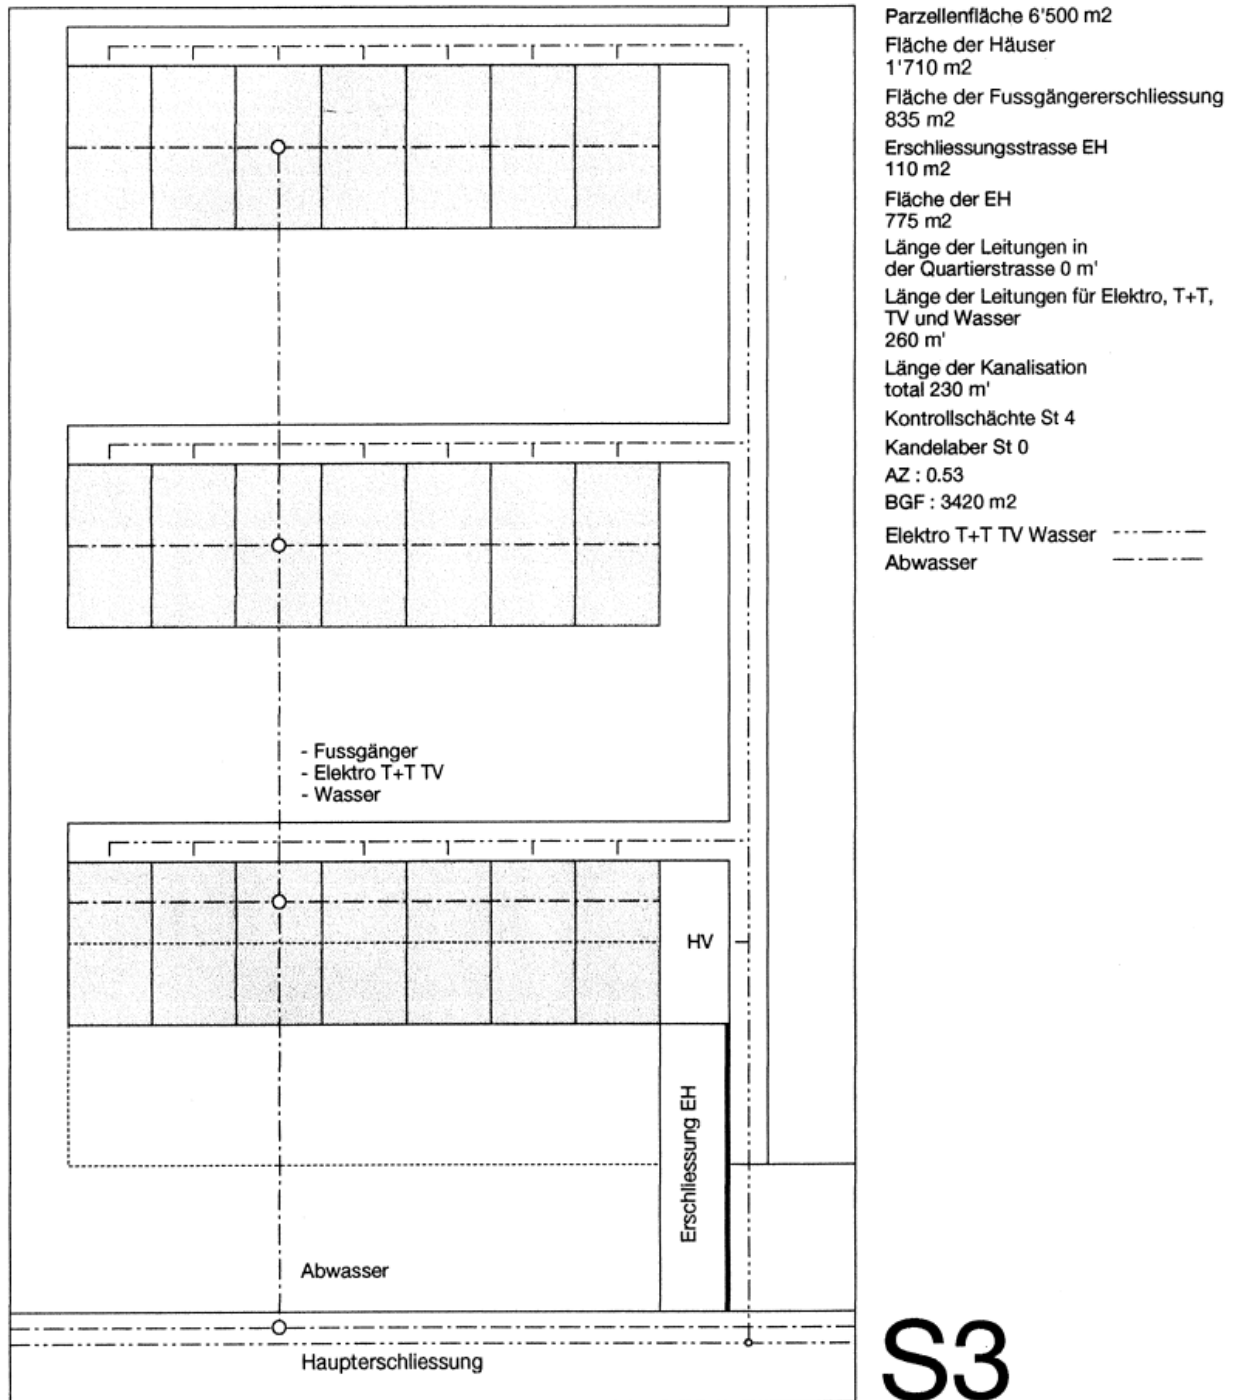 Parzellenfläche 6'500 m2
Fläche der Häuser
1'710 m2
Fläche der Fussgängererschliessung
835 m2
Erschliessungsstrasse EH
110 m2
Fläche der EH
775 m2
Länge der Leitungen in
der Quartierstrasse 0 m'
Länge der Leitungen für Elektro, T+T,
TV und Wasser
260 m'
Länge der Kanalisation
total 230 m'
Kontrollschächte St 4
Kandelaber St 0
AZ : 0.53
BGF : 3420 m2
Elektro T+T TV Wasser
Abwasser
- Fussgänger
- Elektro T+T TV
- Wasser
HV
Erschliessung EH
Abwasser
Haupterschliessung
S3